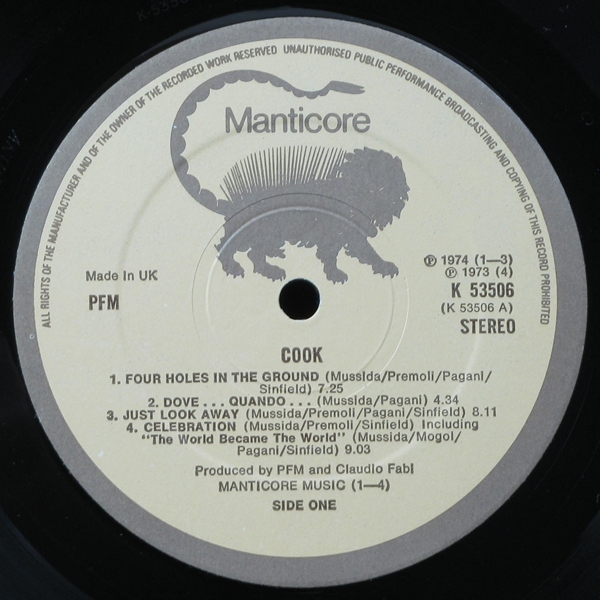 ALL RIGHTS OF THE MANUFACTURER AND OF THE OWNER OF THE RECORDED WORK RESERVED UNAUTHORISED PUBLIC PERFORMANCE BROADCASTING AND COPYING OF THIS RECORD PROHIBITED
Manticore
Made in UK
PFM
℗ 1974 (1—3)
℗ 1973 (4)
K 53506
(K 53506 A)
STEREO
COOK
1. FOUR HOLES IN THE GROUND (Mussida/Premoli/Pagani/
Sinfield) 7.25
2. DOVE . . . QUANDO . . . (Mussida/Pagani) 4.34
3. JUST LOOK AWAY (Mussida/Premoli/Pagani/Sinfield) 8.11
4. CELEBRATION (Mussida/Premoli/Sinfield) Including
"The World Became The World" (Mussida/Mogol/
Pagani/Sinfield) 9.03
Produced by PFM and Claudio Fabi
MANTICORE MUSIC (1—4)
SIDE ONE